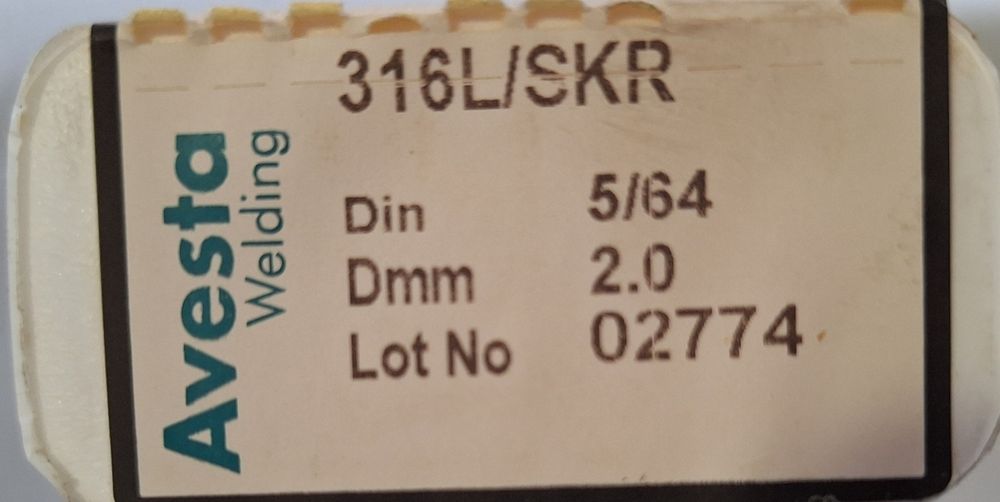 316L/SKR
Avesta
Welding
Din 5/64
Dmm 2.0
Lot No 02774